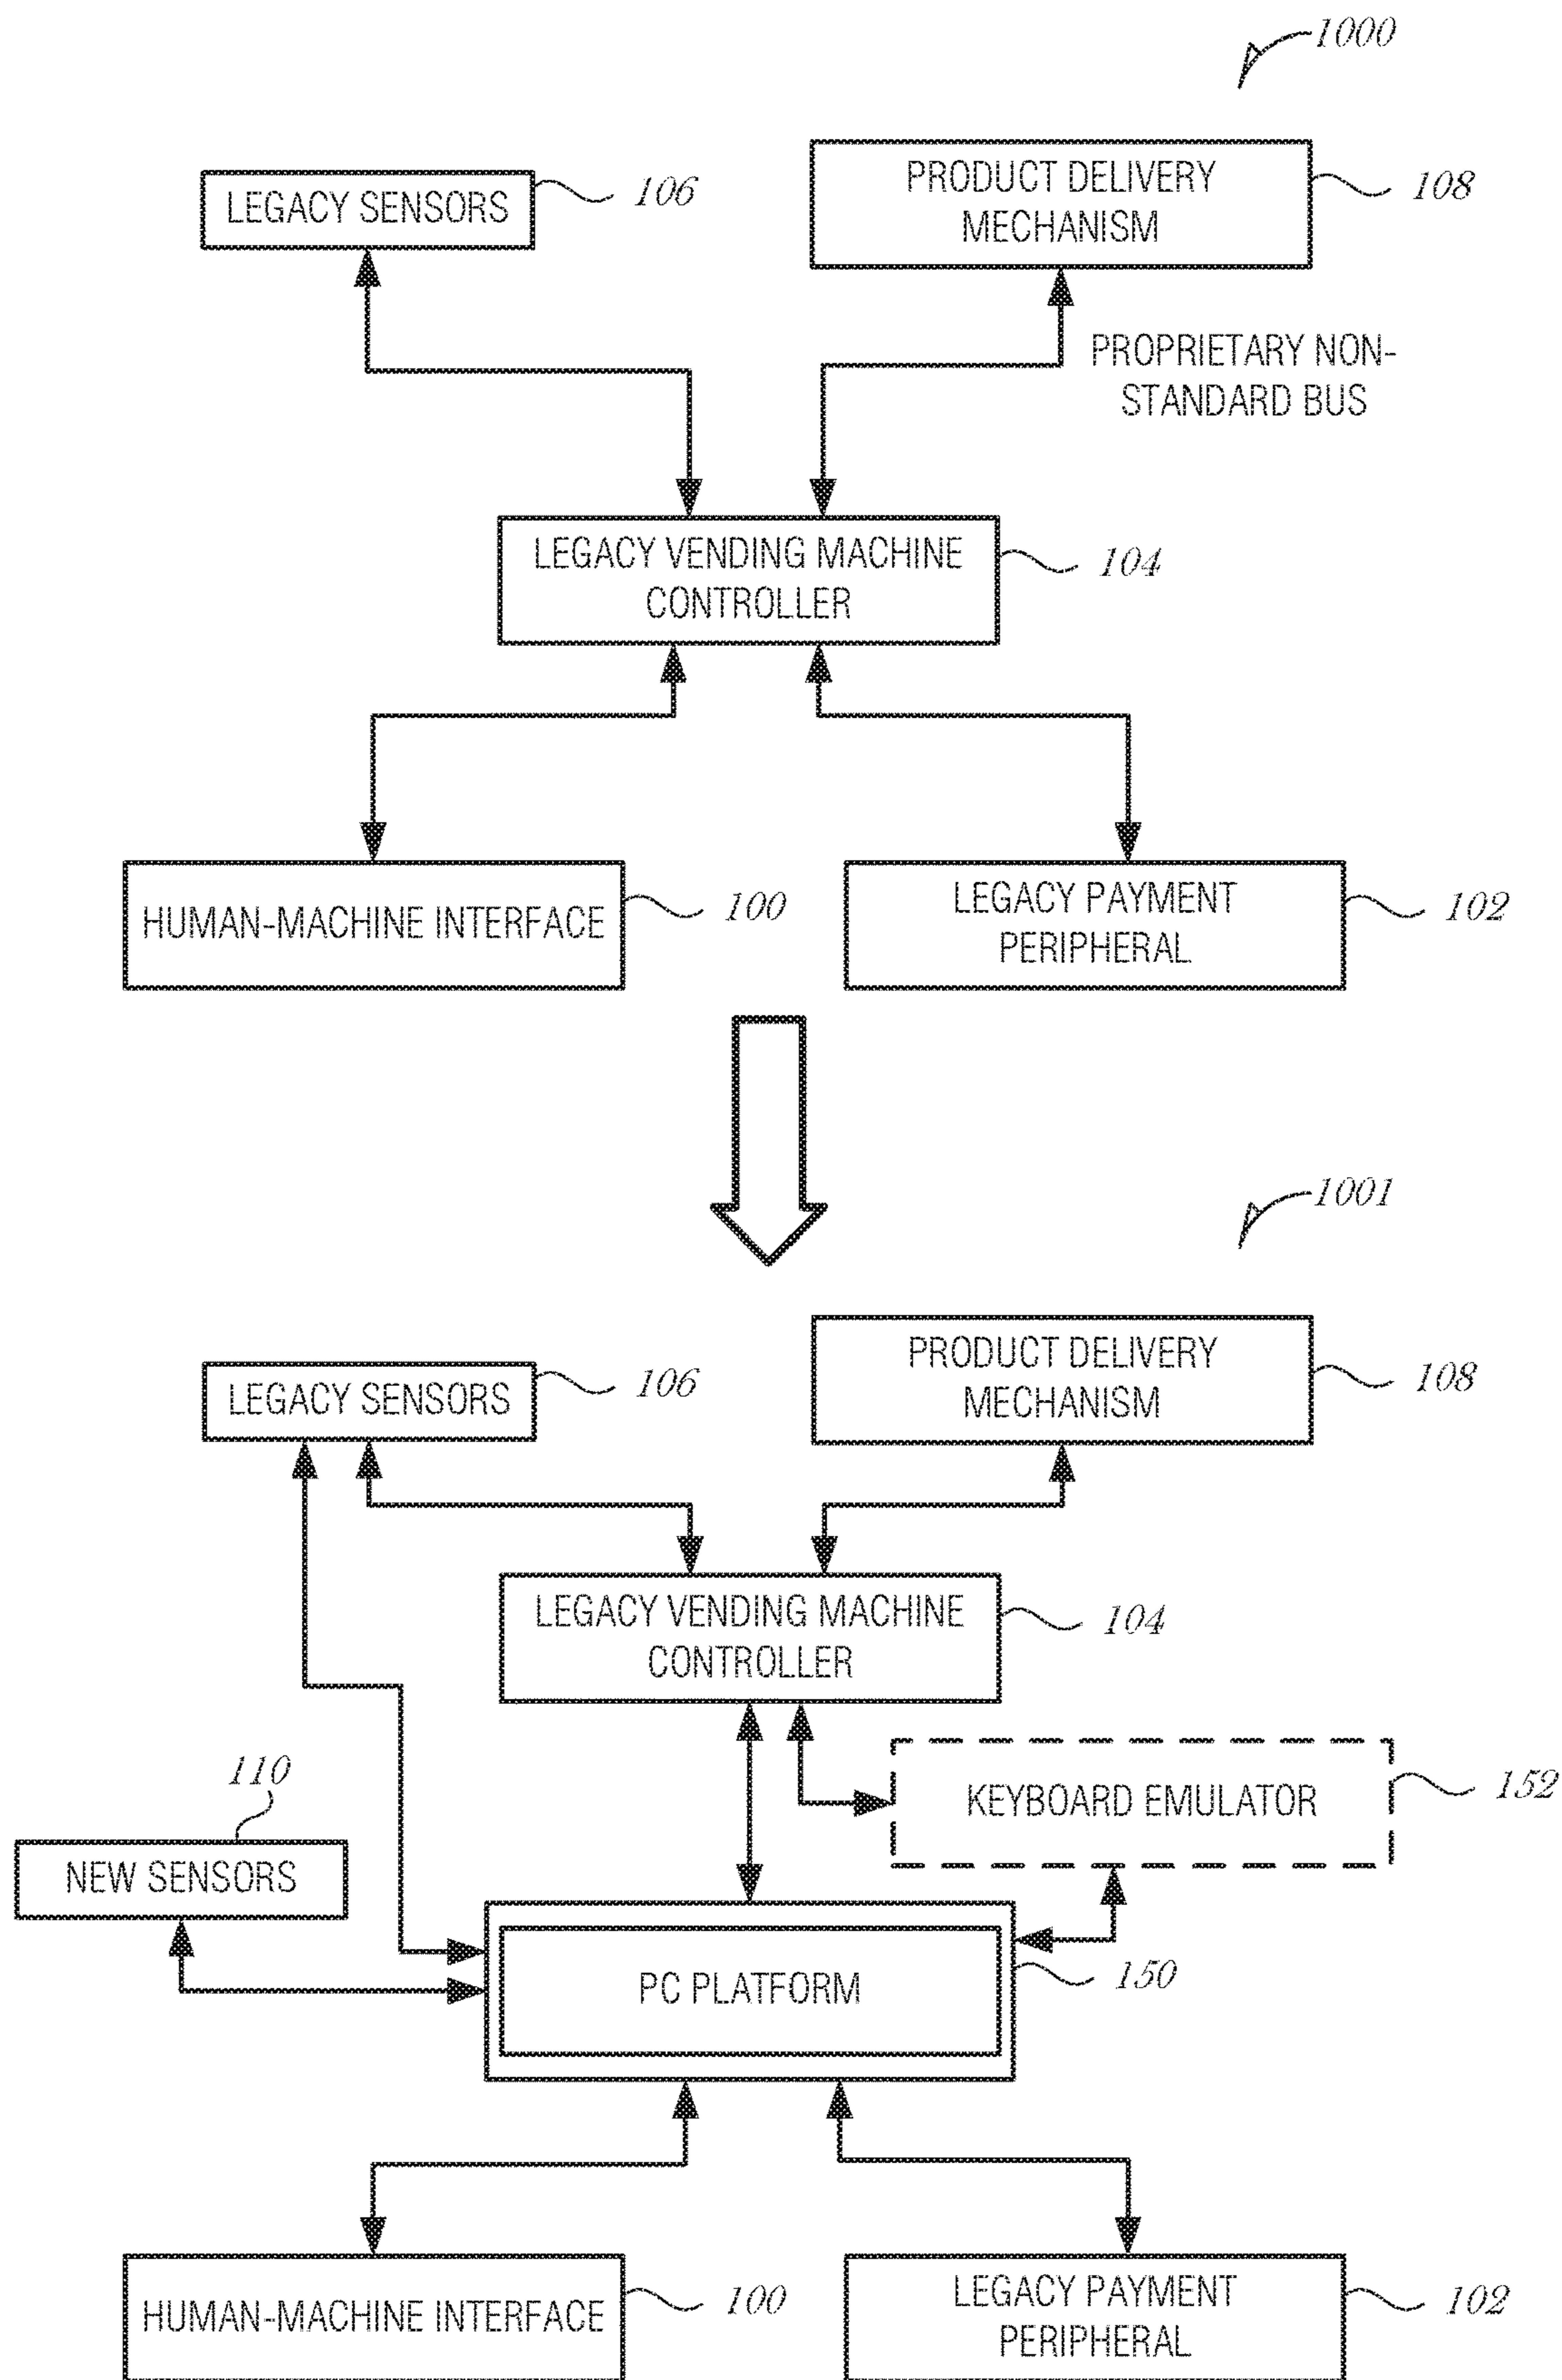 1000
LEGACY SENSORS
106
PRODUCT DELIVERY
MECHANISM
108
PROPRIETARY NON-
STANDARD BUS
LEGACY VENDING MACHINE
CONTROLLER
104
HUMAN-MACHINE INTERFACE
100
LEGACY PAYMENT
PERIPHERAL
102
1001
LEGACY SENSORS
106
PRODUCT DELIVERY
MECHANISM
108
LEGACY VENDING MACHINE
CONTROLLER
104
110
NEW SENSORS
KEYBOARD EMULATOR
152
PC PLATFORM
150
HUMAN-MACHINE INTERFACE
100
LEGACY PAYMENT
PERIPHERAL
102